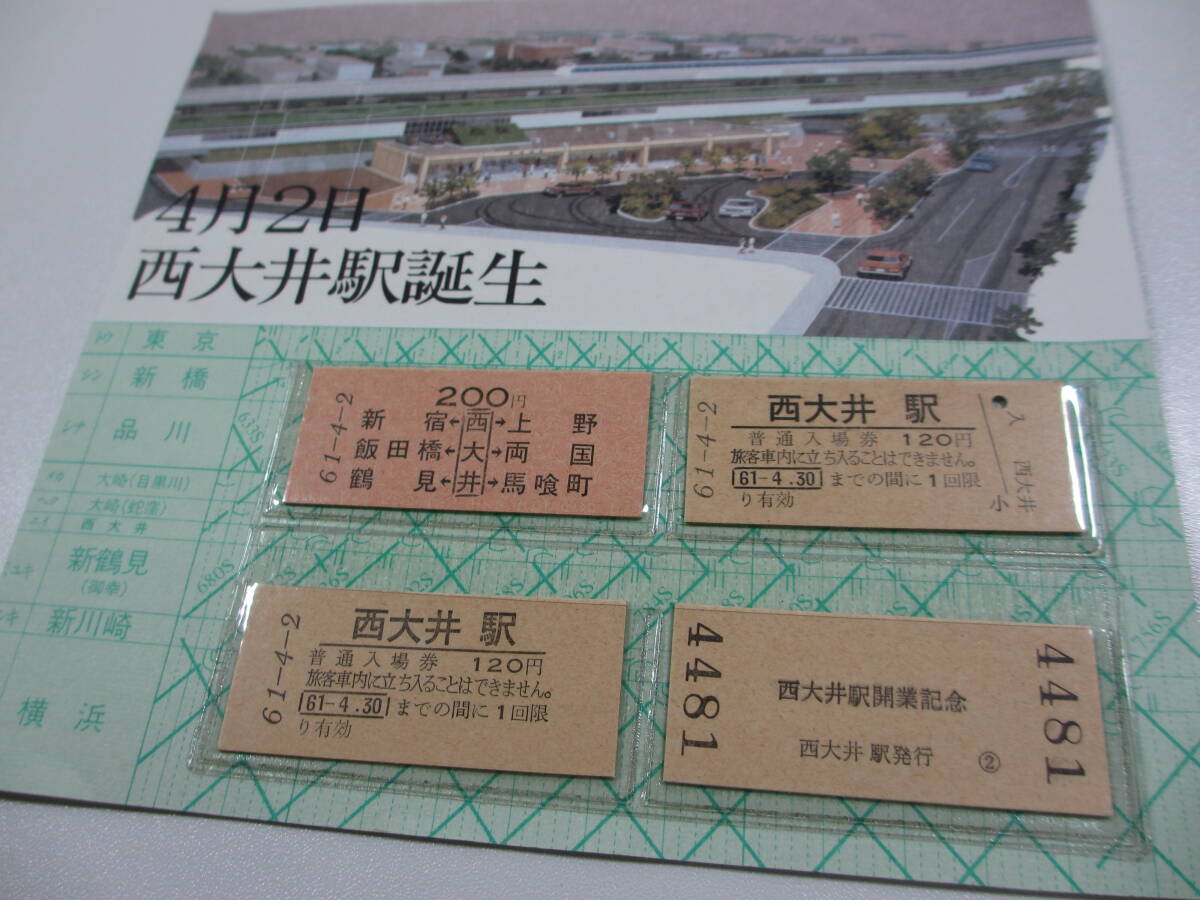 4月2日
西大井駅誕生
東京
シン 新橋
シナ 品川
大崎(目黒川)
大崎(蛇窪)
西大井
新鶴見
(御幸)
新川崎
横浜
633S
680S
682S
786S
61-4-2
200円
新宿←西→上野
飯田橋←大→両国
鶴見←井→馬喰町
61-4-2
西大井駅
普通入場券 120円
旅客車内に立ち入ることはできません。
61-4.30 までの間に1回限
り有効
入
西大井
小
61-4-2
西大井駅
普通入場券 120円
旅客車内に立ち入ることはできません。
61-4.30 までの間に1回限
り有効
4481
西大井駅開業記念
西大井駅発行 ②
4481